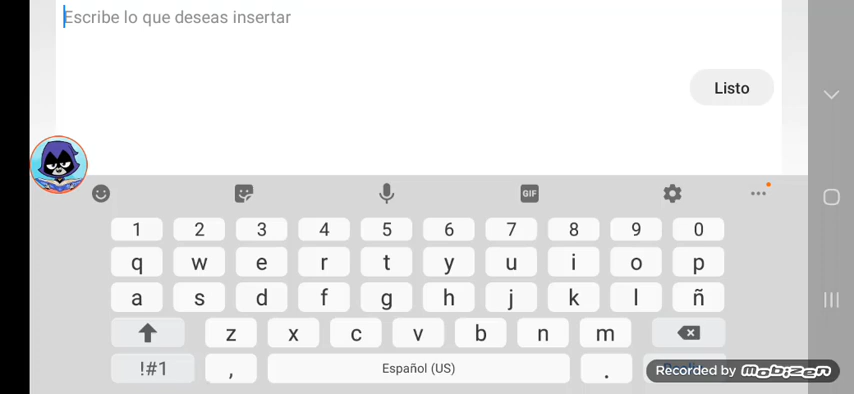 Escribe lo que deseas insertar
Listo
GIF
1 2 3 4 5 6 7 8 9 0
q w e r t y u i o p
a s d f g h j k l ñ
z x c v b n m
!#1 , Español (US) .
Recorded by mobizen